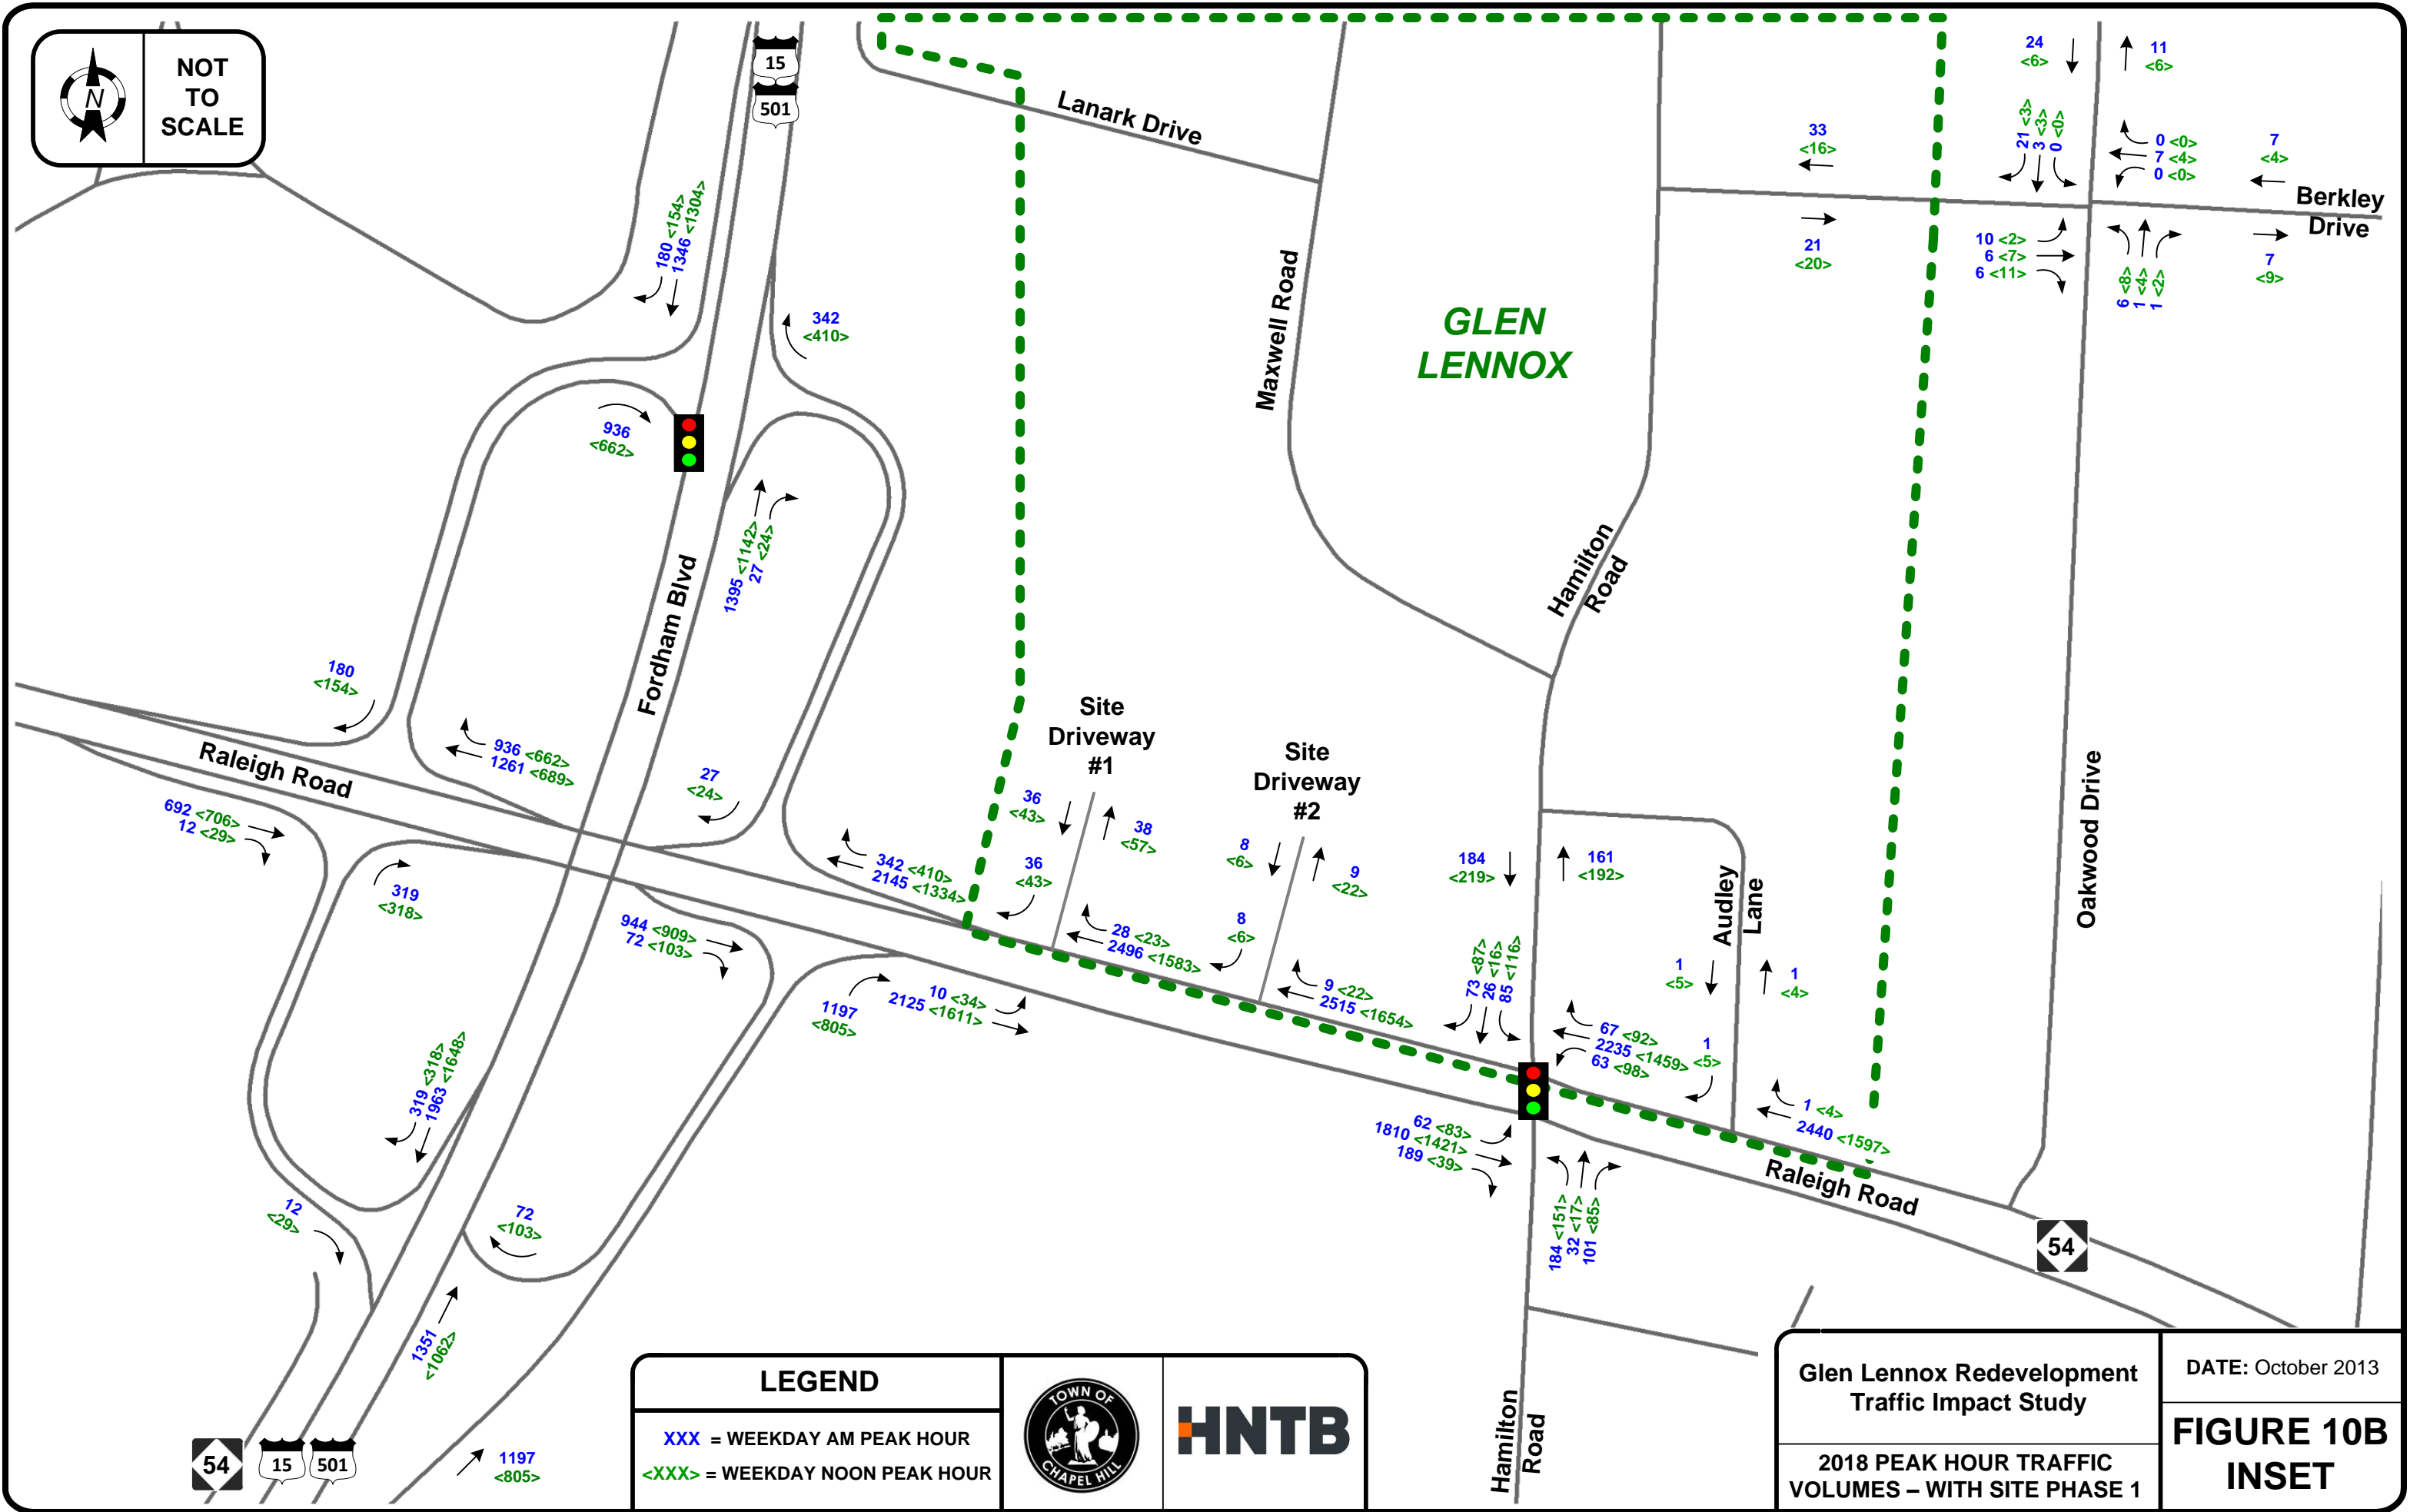 NOT
TO
SCALE
15
501
Lanark Drive
24
<6>
11
<6>
21 <3>
3 <3>
0 <0>
0 <0>
7 <4>
0 <0>
7
<4>
33
<16>
Berkley
Drive
21
<20>
10 <2>
6 <7>
6 <11>
6 <8>
1 <4>
1 <2>
7
<9>
180 <154>
1346 <1304>
342
<410>
Maxwell Road
GLEN
LENNOX
936
<662>
1395 <1142>
27 <24>
Fordham Blvd
Hamilton
Road
180
<154>
Raleigh Road
936 <662>
1261 <689>
27
<24>
Site
Driveway
#1
Site
Driveway
#2
36
<43>
38
<57>
8
<6>
9
<22>
692 <706>
12 <29>
342 <410>
2145 <1334>
36
<43>
28 <23>
2496 <1583>
8
<6>
184
<219>
161
<192>
Audley
Lane
Oakwood Drive
319
<318>
944 <909>
72 <103>
1197
<805>
10 <34>
2125 <1611>
9 <22>
2515 <1654>
73 <87>
26 <16>
85 <116>
1
<5>
1
<4>
67 <92>
2235 <1459>
63 <98>
1
<5>
1 <4>
2440 <1597>
319 <318>
1963 <1648>
62 <83>
1810 <1421>
189 <39>
184 <151>
32 <17>
101 <85>
Raleigh Road
54
12
<29>
72
<103>
1351
<1062>
54
15
501
1197
<805>
Hamilton
Road
LEGEND
XXX = WEEKDAY AM PEAK HOUR
<XXX> = WEEKDAY NOON PEAK HOUR
TOWN OF
CHAPEL HILL
HNTB
Glen Lennox Redevelopment
Traffic Impact Study
2018 PEAK HOUR TRAFFIC
VOLUMES – WITH SITE PHASE 1
DATE: October 2013
FIGURE 10B
INSET
N